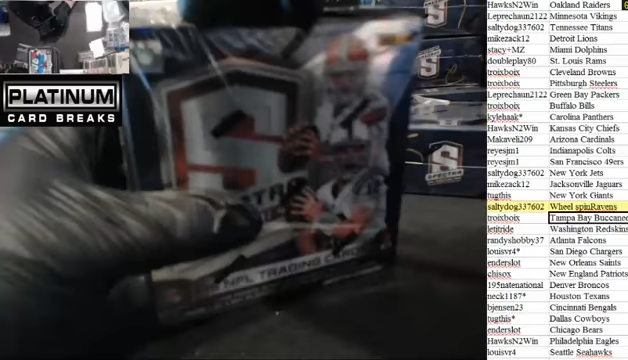 PLATINUM
CARD BREAKS
S
NFL TRADING CARDS
SPECTRA
HawksN2Win Oakland Raiders
Leprechaun2122 Minnesota Vikings
saltydog337602 Tennessee Titans
mikezack12 Detroit Lions
stacy+MZ Miami Dolphins
doubleplay80 St. Louis Rams
troixboix Cleveland Browns
troixboix Pittsburgh Steelers
Leprechaun2122 Green Bay Packers
troixboix Buffalo Bills
kylehaak* Carolina Panthers
HawksN2Win Kansas City Chiefs
Makaveli209 Arizona Cardinals
reyesjm1 Indianapolis Colts
reyesjm1 San Francisco 49ers
saltydog337602 New York Jets
mikezack12 Jacksonville Jaguars
tugthis New York Giants
saltydog337602 Wheel spinRavens
troixboix Tampa Bay Buccanee
letitride Washington Redskins
randyshobby37 Atlanta Falcons
louisvr4* San Diego Chargers
enderslot New Orleans Saints
chisox New England Patriots
195natenational Denver Broncos
neck1187* Houston Texans
bjensen23 Cincinnati Bengals
tugthis* Dallas Cowboys
enderslot Chicago Bears
HawksN2Win Philadelphia Eagles
louisvr4 Seattle Seahawks